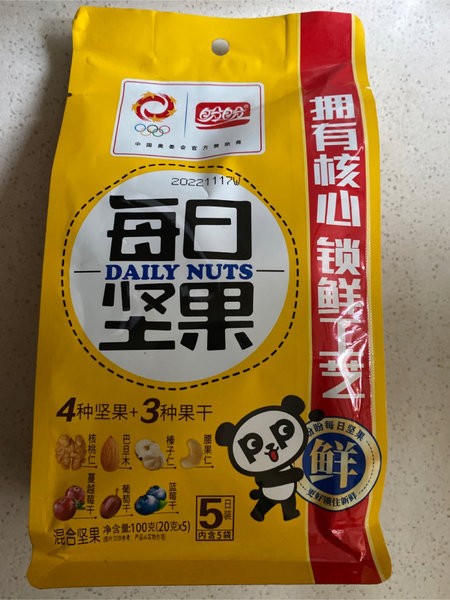 盼盼
中国奥委会官方赞助商
20221117W
每日
DAILY NUTS
坚果
拥有核心 锁鲜工艺
4种坚果+3种果干
核桃仁
巴旦木
榛子仁
腰果仁
蔓越莓干
葡萄干
蓝莓干
混合坚果
净含量:100克(20克x5)
5日装
内含5袋
PP
盼盼每日坚果
鲜